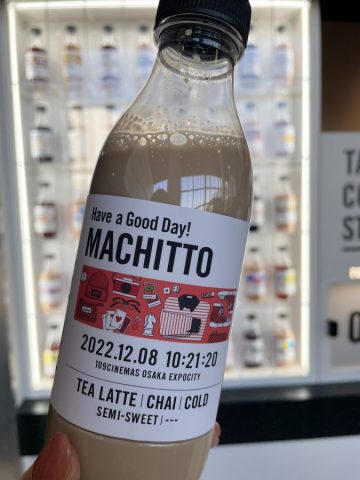 Have a Good Day!
MACHITTO
2022.12.08 10:21:20
109CINEMAS OSAKA EXPOCITY
TEA LATTE | CHAI | COLD
SEMI-SWEET | ---